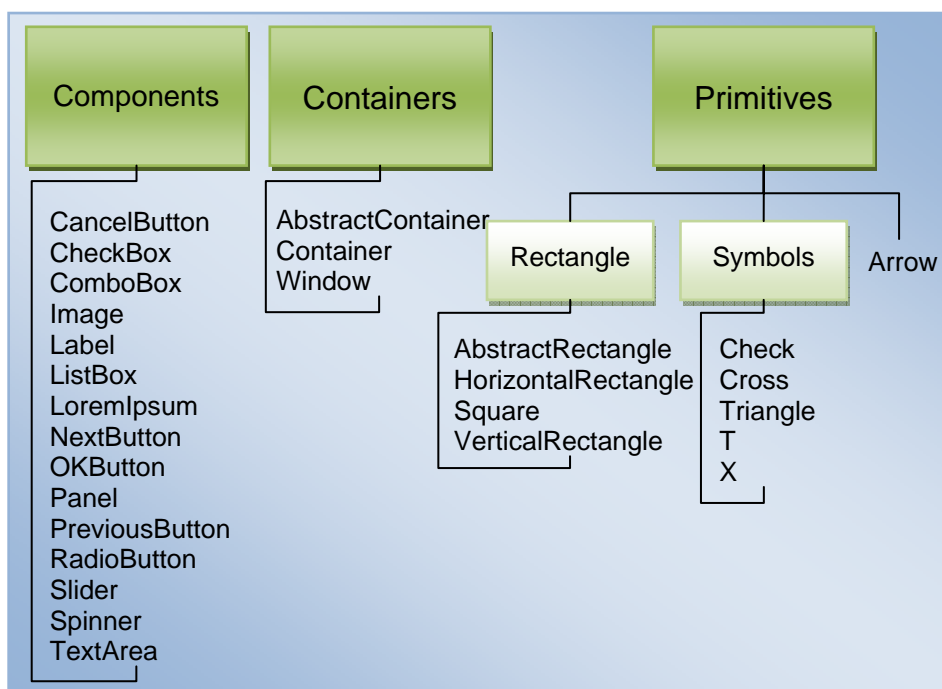 Components
CancelButton
CheckBox
ComboBox
Image
Label
ListBox
LoremIpsum
NextButton
OKButton
Panel
PreviousButton
RadioButton
Slider
Spinner
TextArea
Containers
AbstractContainer
Container
Window
Primitives
Rectangle
AbstractRectangle
HorizontalRectangle
Square
VerticalRectangle
Symbols
Check
Cross
Triangle
T
X
Arrow